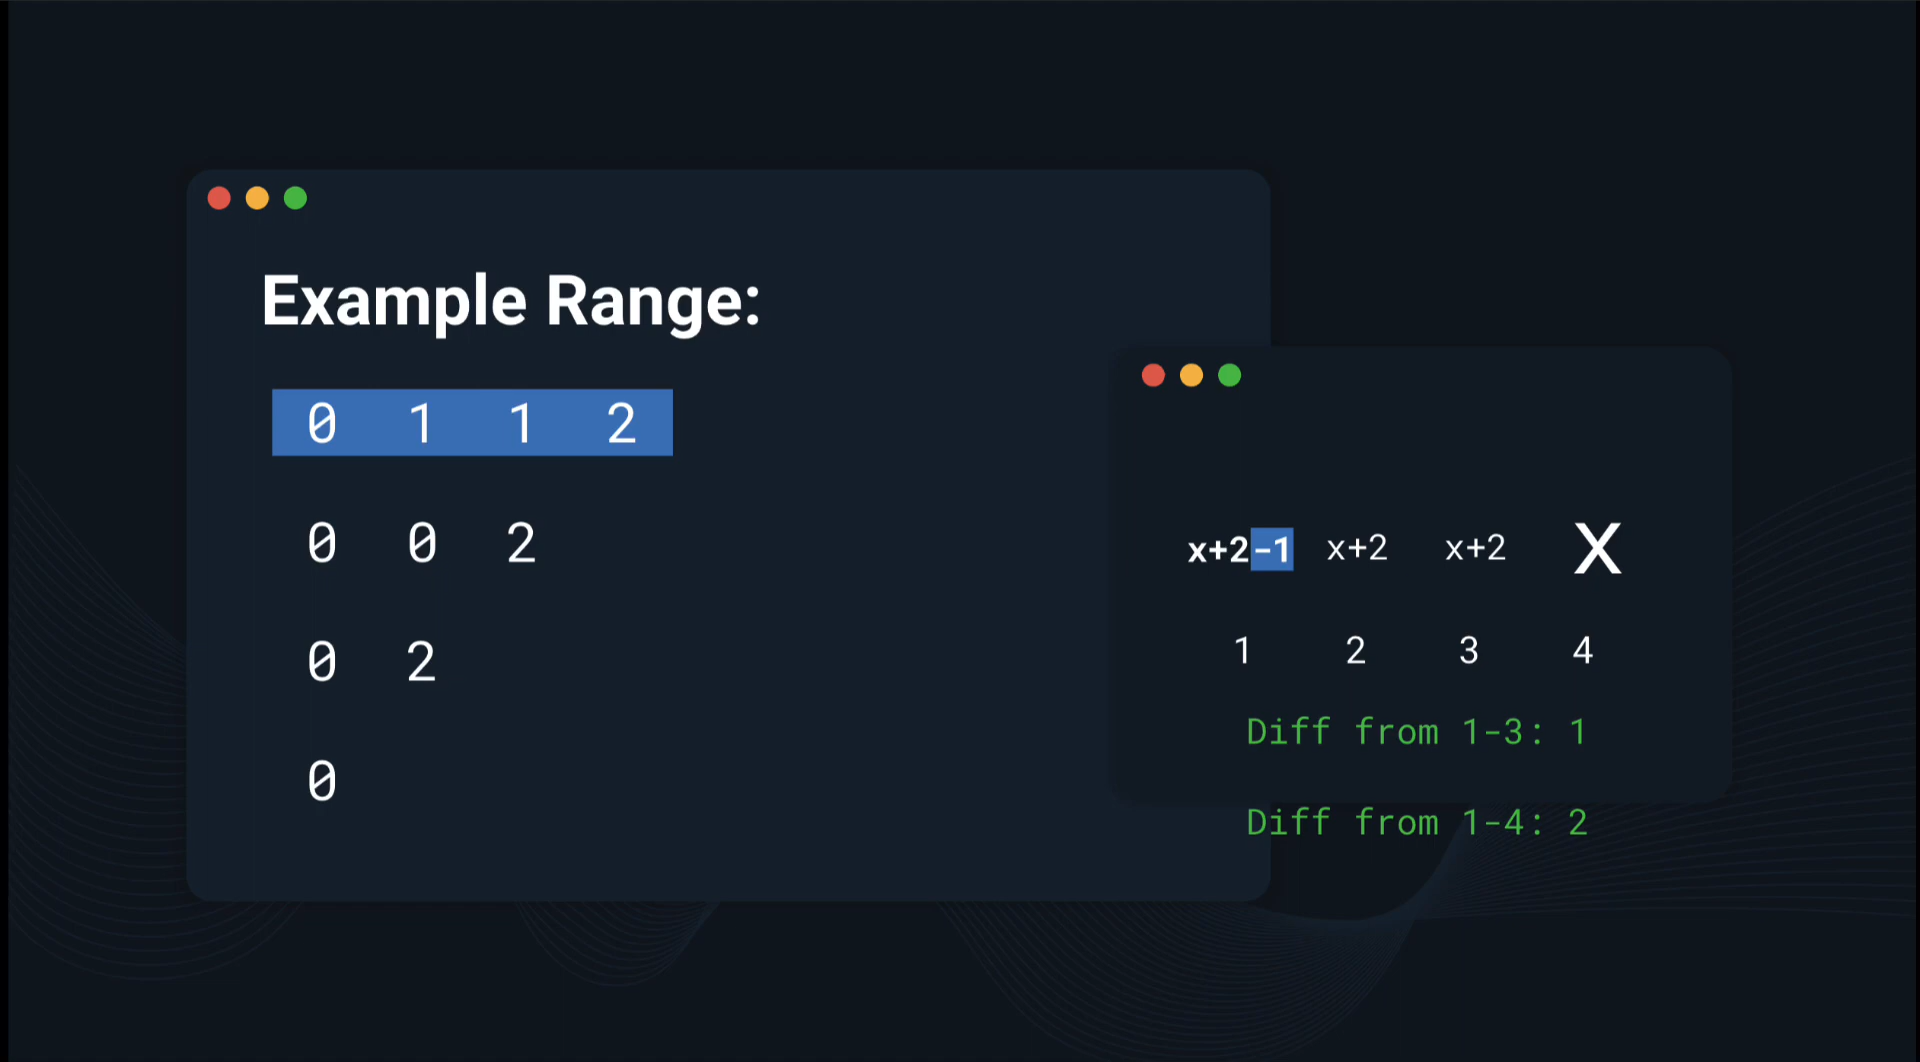 Example Range:
0 1 1 2
0 0 2
0 2
0
x+2-1 x+2 x+2 X
1 2 3 4
Diff from 1-3: 1
Diff from 1-4: 2